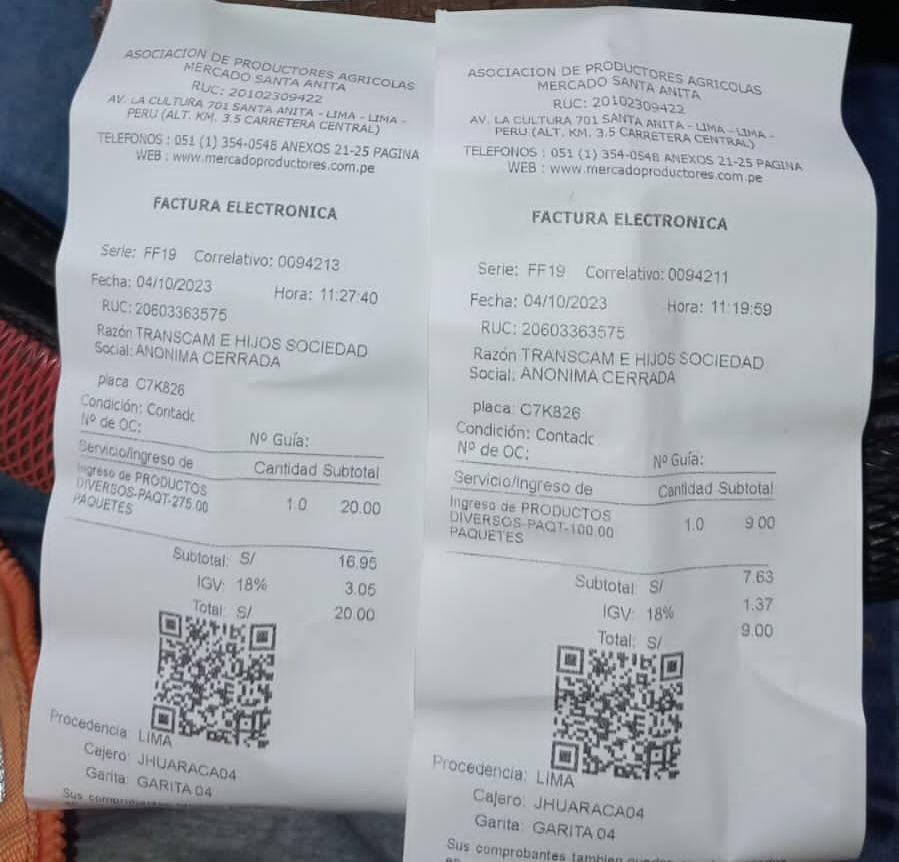 ASOCIACION DE PRODUCTORES AGRICOLAS
MERCADO SANTA ANITA
RUC: 20102309422
AV. LA CULTURA 701 SANTA ANITA - LIMA - LIMA -
PERU (ALT. KM. 3.5 CARRETERA CENTRAL)
TELEFONOS : 051 (1) 354-0548 ANEXOS 21-25 PAGINA
WEB : www.mercadoproductores.com.pe
FACTURA ELECTRONICA
Serie: FF19 Correlativo: 0094213
Fecha: 04/10/2023 Hora: 11:27:40
RUC: 20603363575
Razón TRANSCAM E HIJOS SOCIEDAD
Social: ANONIMA CERRADA
placa C7K826
Condición: Contadc
Nº de OC: Nº Guía:
Servicio/Ingreso de Cantidad Subtotal
Ingreso de PRODUCTOS
DIVERSOS-PAQT-275.00 1.0 20.00
PAQUETES
Subtotal: S/ 16.95
IGV: 18% 3.05
Total: S/ 20.00
Procedencia LIMA
Cajero: JHUARACA04
Garita: GARITA 04
Sus
ASOCIACION DE PRODUCTORES AGRICOLAS
MERCADO SANTA ANITA
RUC: 20102309422
AV. LA CULTURA 701 SANTA ANITA - LIMA - LIMA -
PERU (ALT. KM. 3.5 CARRETERA CENTRAL)
TELEFONOS : 051 (1) 354-0548 ANEXOS 21-25 PAGINA
WEB : www.mercadoproductores.com.pe
FACTURA ELECTRONICA
Serie: FF19 Correlativo: 0094211
Fecha: 04/10/2023 Hora: 11:19:59
RUC: 20603363575
Razón TRANSCAM E HIJOS SOCIEDAD
Social: ANONIMA CERRADA
placa: C7K826
Condición: Contadc
Nº de OC: Nº Guía:
Servicio/Ingreso de Cantidad Subtotal
Ingreso de PRODUCTOS
DIVERSOS-PAQT-100.00 1.0 9.00
PAQUETES
Subtotal: S/ 7.63
IGV: 18% 1.37
Total: S/ 9.00
Procedencia: LIMA
Cajero: JHUARACA04
Garita: GARITA 04
Sus comprobantes tambien